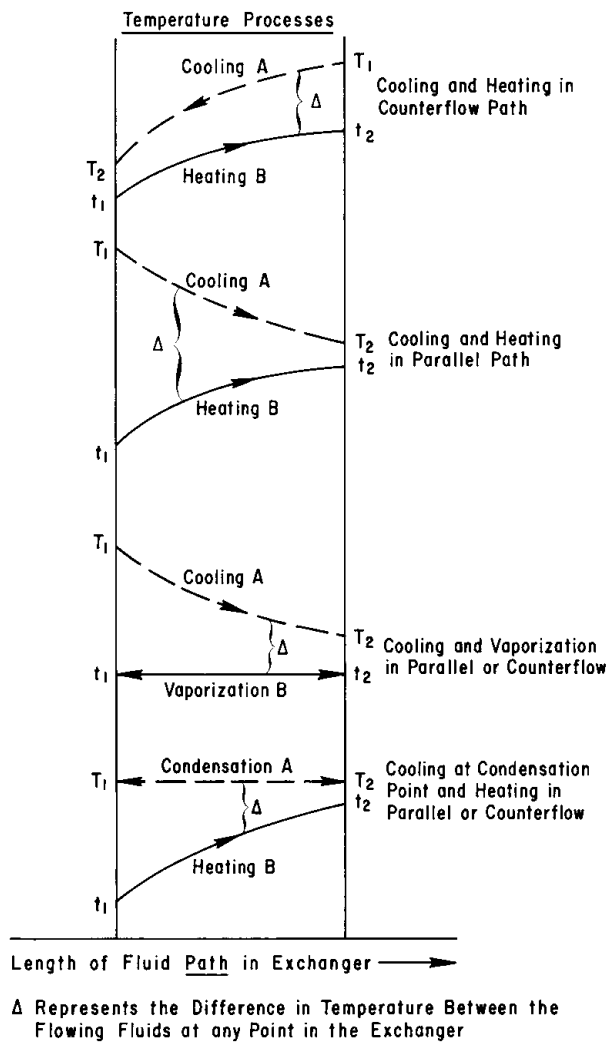 Temperature Processes
Cooling A
T1
Δ
Cooling and Heating in
Counterflow Path
t2
T2
Heating B
t1
T1
Cooling A
Δ
T2
Cooling and Heating
in Parallel Path
t2
Heating B
t1
T1
Cooling A
T2
Δ
Cooling and Vaporization
in Parallel or Counterflow
t1
t2
Vaporization B
Condensation A
T1
T2
Cooling at Condensation
Point and Heating in
Parallel or Counterflow
t2
Δ
Heating B
t1
Length of Fluid Path in Exchanger
Δ Represents the Difference in Temperature Between the
Flowing Fluids at any Point in the Exchanger